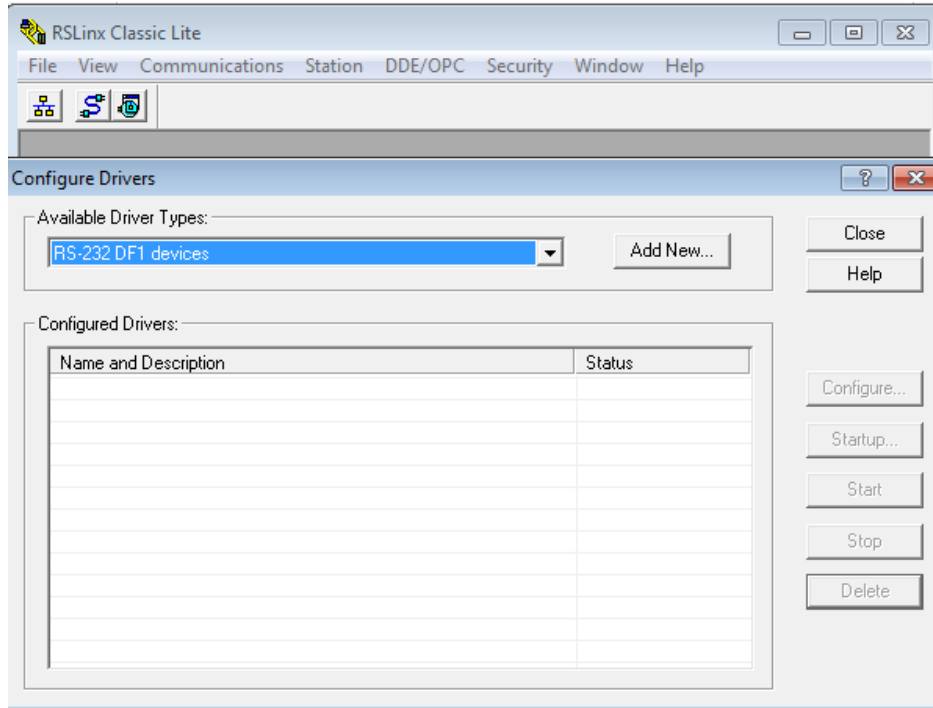 RSLinx Classic Lite
File View Communications Station DDE/OPC Security Window Help
Configure Drivers
Available Driver Types:
RS-232 DF1 devices
Add New...
Close
Help
Configured Drivers:
Name and Description Status
Configure...
Startup...
Start
Stop
Delete